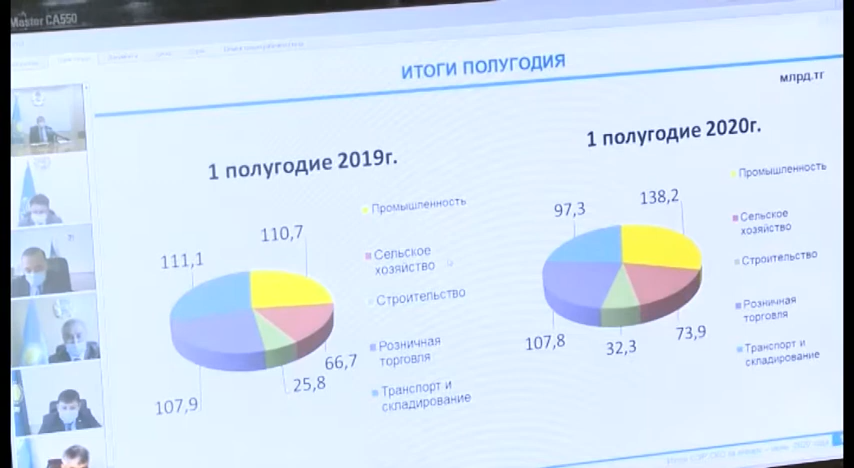 Master CA550
ИТОГИ ПОЛУГОДИЯ
млрд.тг
1 полугодие 2019г.
110,7
111,1
66,7
25,8
107,9
Промышленность
Сельское
хозяйство
Строительство
Розничная
торговля
Транспорт и
складирование
1 полугодие 2020г.
138,2
97,3
73,9
32,3
107,8
Промышленность
Сельское
хозяйство
Строительство
Розничная
торговля
Транспорт и
складирование